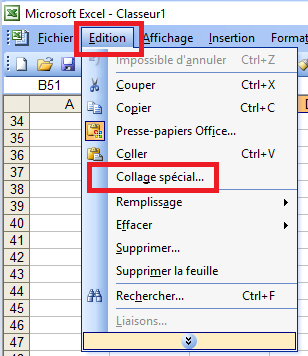 Microsoft Excel - Classeur1
Fichier Edition Affichage Insertion Forma
B51
Impossible d'annuler Ctrl+Z
Couper Ctrl+X
Copier Ctrl+C
Presse-papiers Office...
Coller Ctrl+V
Collage spécial...
Remplissage
Effacer
Supprimer...
Supprimer la feuille
Rechercher... Ctrl+F
Liaisons...
A
34
35
36
37
38
39
40
41
42
43
44
45
46
47